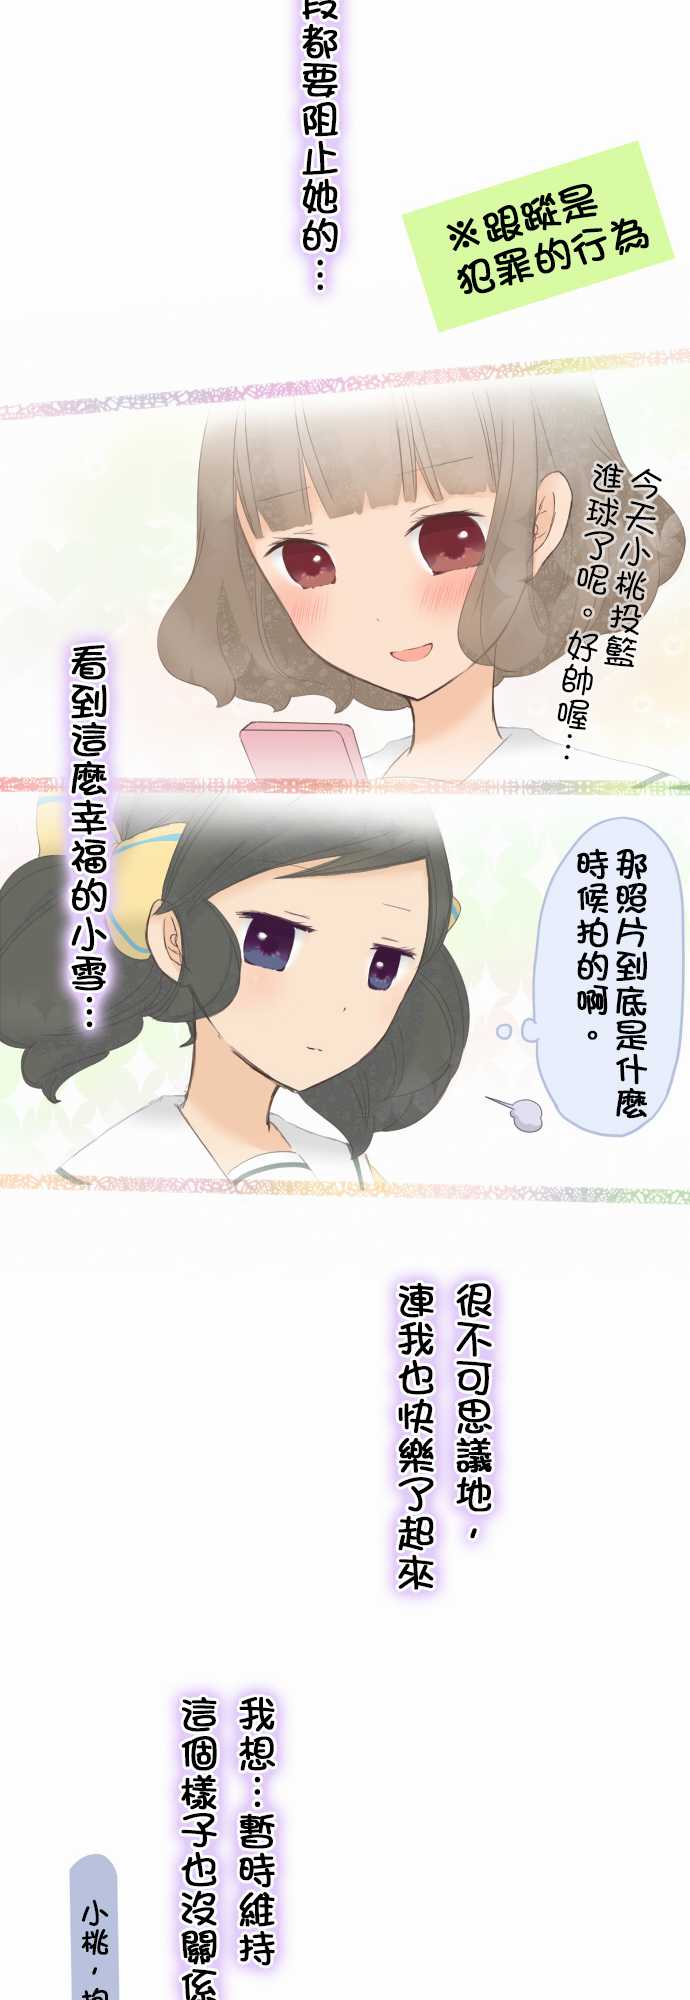 段都要阻止她的…
※跟蹤是
犯罪的行為
今天小桃投籃
進球了呢。好帥喔…
看到這麼幸福的小雪…
那照片到底是什麼
時候拍的啊。
很不可思議地，
連我也快樂了起來
我想…暫時維持
這個樣子也沒關係
小桃，抱